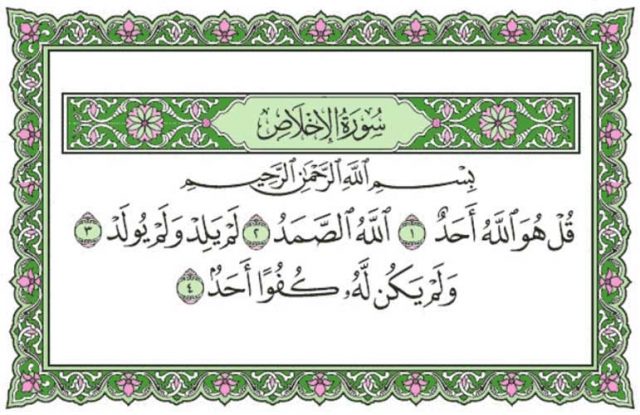 سُورَةُ الإِخْلَاصِ
بِسْمِ ٱللَّهِ ٱلرَّحْمَٰنِ ٱلرَّحِيمِ
قُلْ هُوَ ٱللَّهُ أَحَدٌ ١ ٱللَّهُ ٱلصَّمَدُ ٢ لَمْ يَلِدْ وَلَمْ يُولَدْ ٣
وَلَمْ يَكُن لَّهُۥ كُفُوًا أَحَدٌۢ ٤